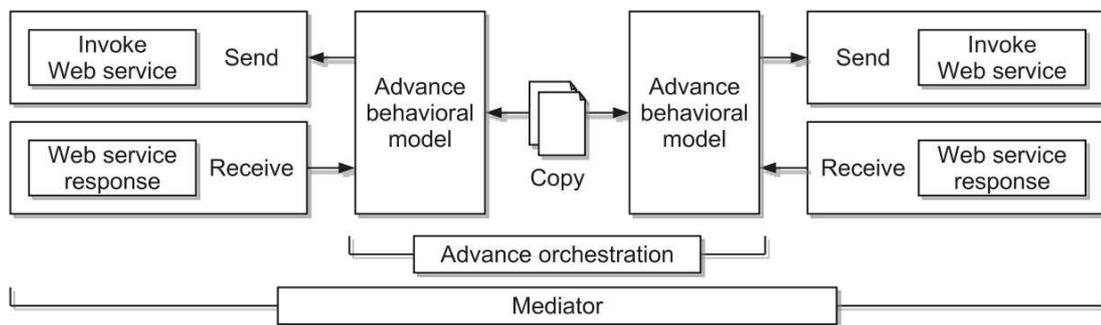 Invoke
Web service
Send
Web service
response
Receive
Advance
behavioral
model
Copy
Advance
behavioral
model
Send
Invoke
Web service
Receive
Web service
response
Advance orchestration
Mediator